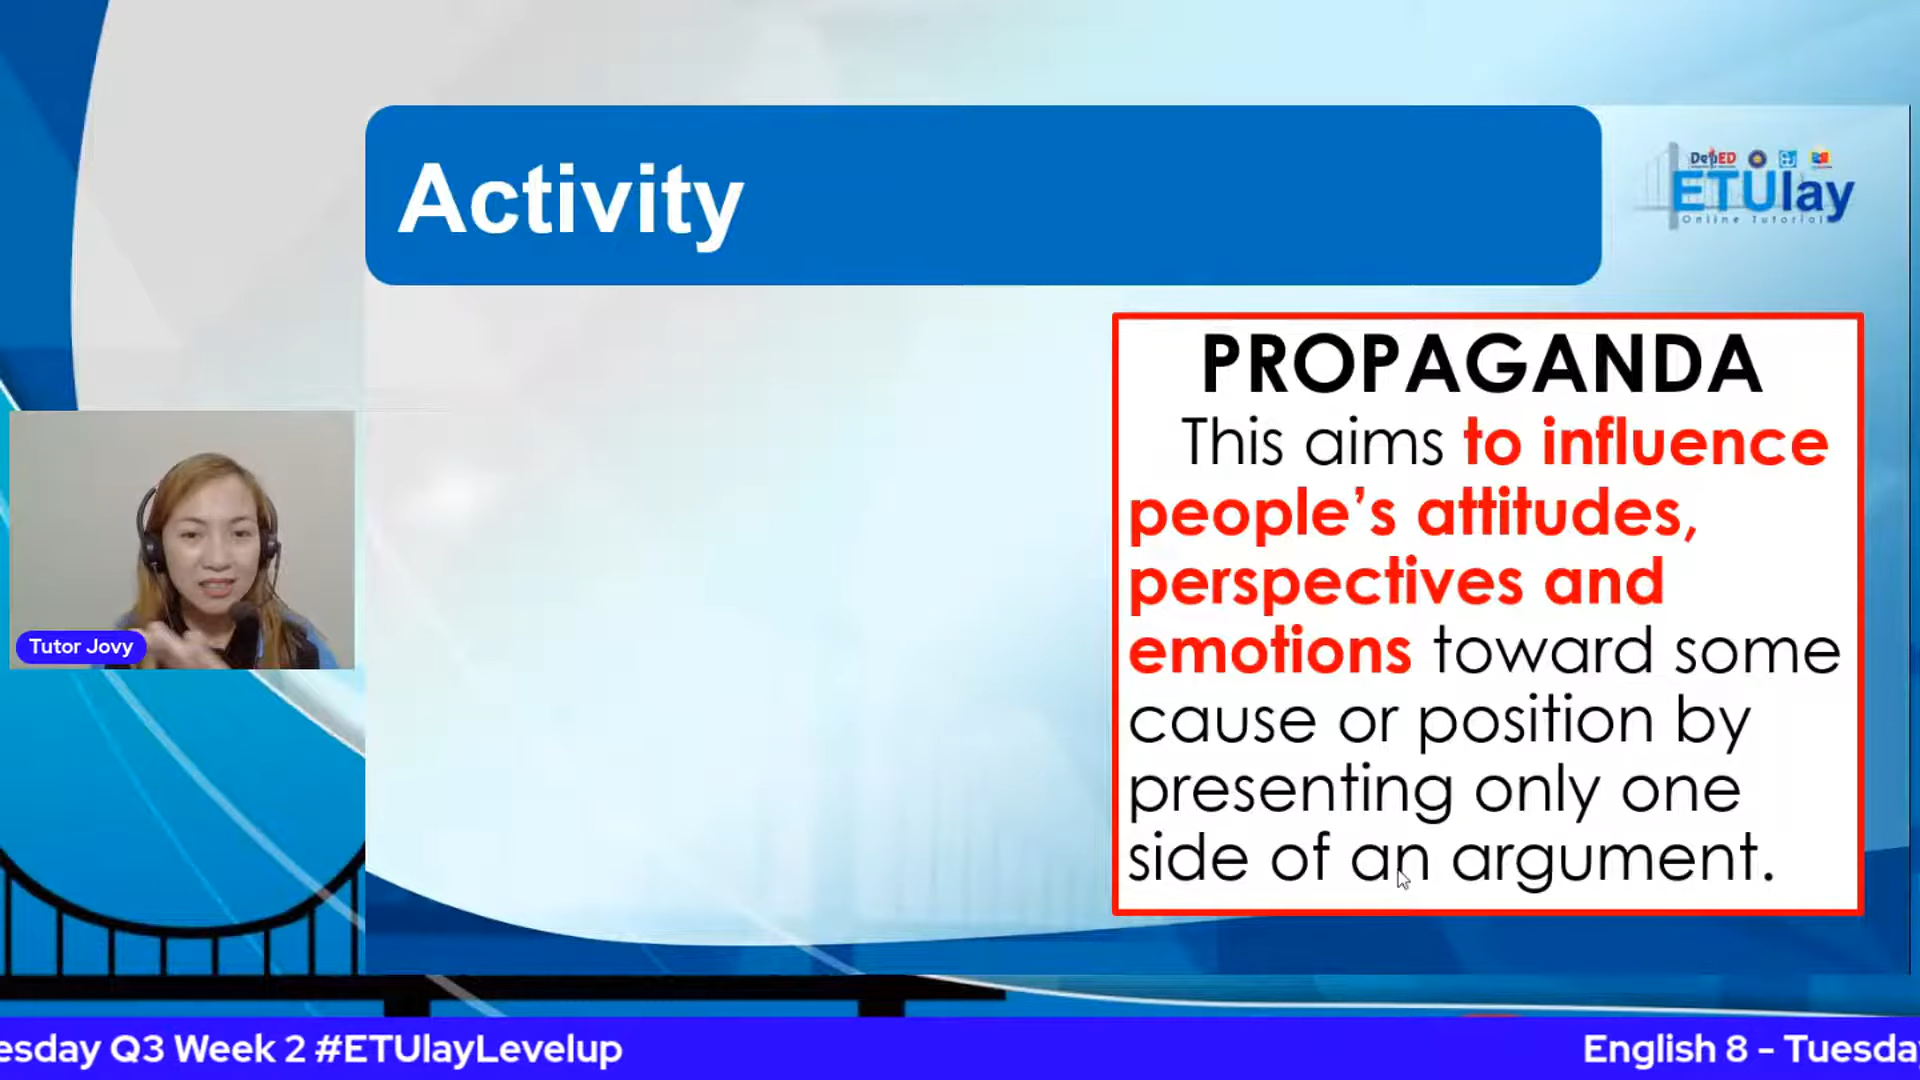 Activity
DepED
ETUlay
Online Tutorial
PROPAGANDA
This aims to influence
people’s attitudes,
perspectives and
emotions toward some
cause or position by
presenting only one
side of an argument.
Tutor Jovy
esday Q3 Week 2 #ETUlayLevelup
English 8 - Tuesda